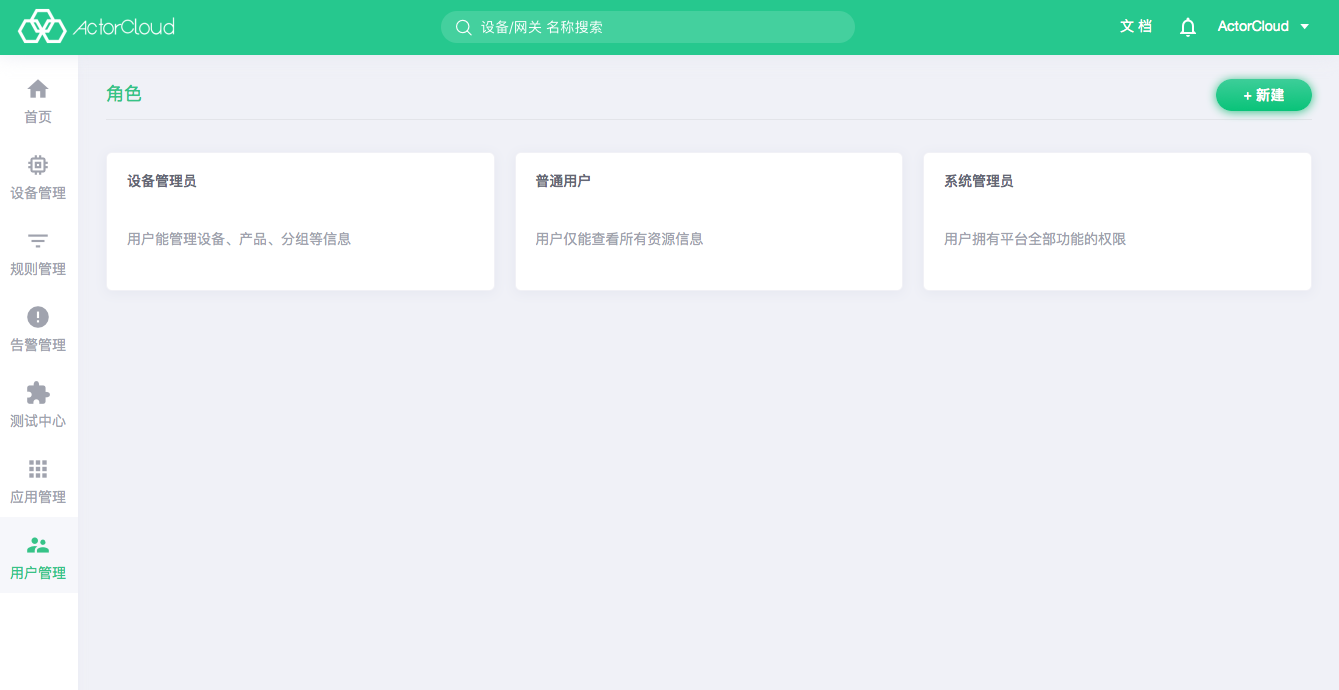 ActorCloud
设备/网关 名称搜索
文 档
ActorCloud
首页
设备管理
规则管理
告警管理
测试中心
应用管理
用户管理
角色
+ 新建
设备管理员
用户能管理设备、产品、分组等信息
普通用户
用户仅能查看所有资源信息
系统管理员
用户拥有平台全部功能的权限